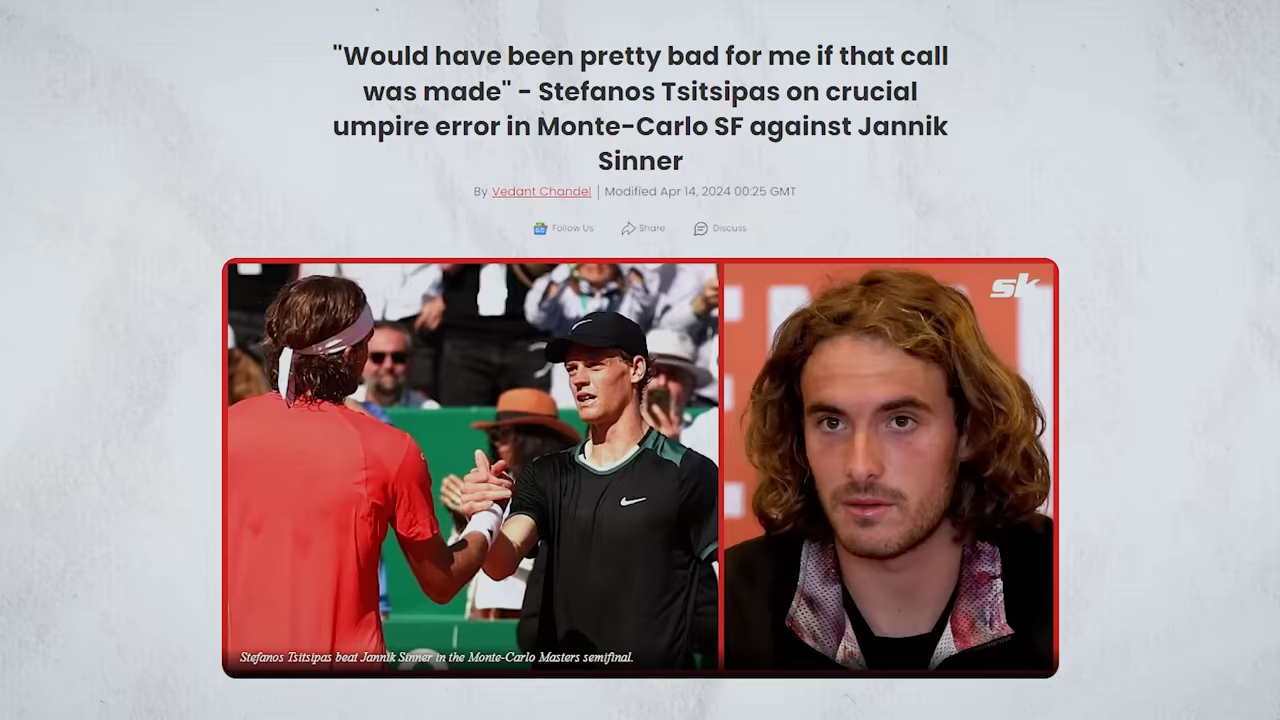 "Would have been pretty bad for me if that call
was made" - Stefanos Tsitsipas on crucial
umpire error in Monte-Carlo SF against Jannik
Sinner
By Vedant Chandel | Modified Apr 14, 2024 00:25 GMT
Follow Us Share Discuss
sk
Stefanos Tsitsipas beat Jannik Sinner in the Monte-Carlo Masters semifinal.